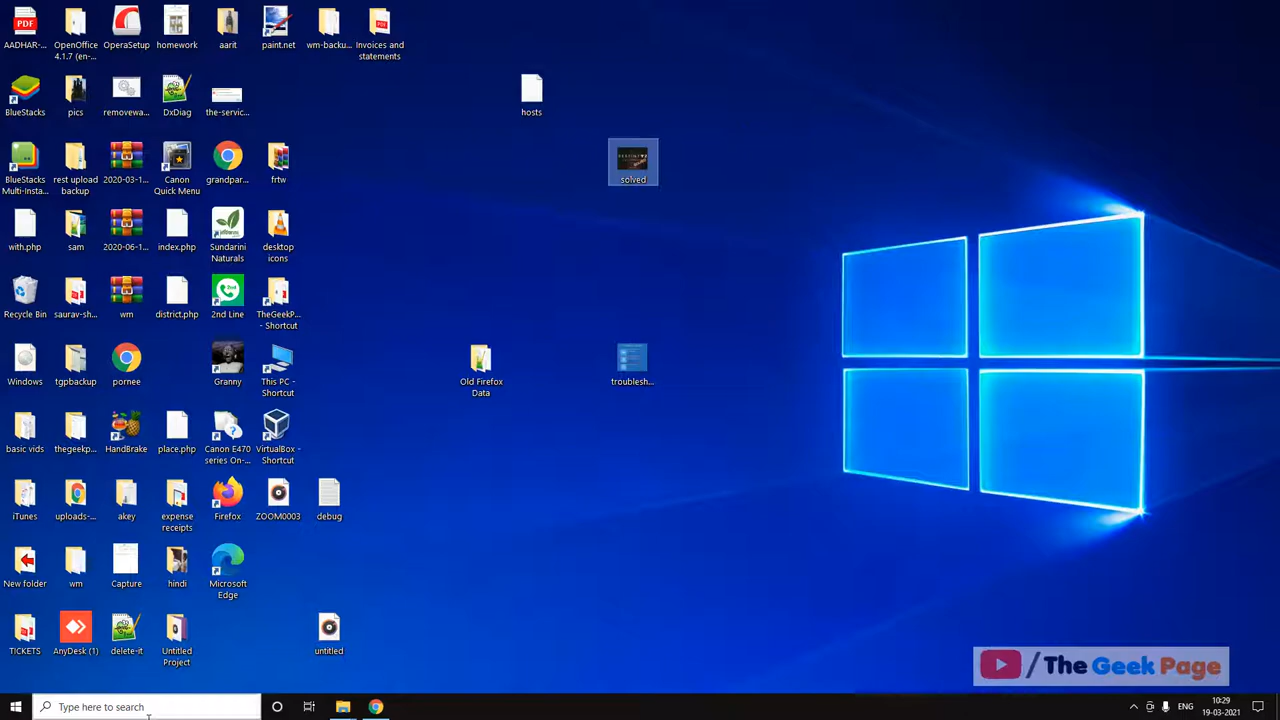 AADHAR-...
OpenOffice 4.1.7 (en-...
OperaSetup
homework
aarit
paint.net
wm-backu...
Invoices and statements
BlueStacks
pics
removewa...
DxDiag
the-servic...
hosts
BlueStacks Multi-Insta...
rest upload backup
2020-03-1...
Canon Quick Menu
grandpar...
frtw
solved
with.php
sam
2020-06-1...
index.php
Sundarini Naturals
desktop icons
Recycle Bin
saurav-sh...
wm
district.php
2nd Line
TheGeekP... - Shortcut
Windows
tgpbackup
pornee
Granny
This PC - Shortcut
Old Firefox Data
troublesh...
basic vids
thegeekp...
HandBrake
place.php
Canon E470 series On-...
VirtualBox - Shortcut
iTunes
uploads-...
akey
expense receipts
Firefox
ZOOM0003
debug
New folder
wm
Capture
hindi
Microsoft Edge
TICKETS
AnyDesk (1)
delete-it
Untitled Project
untitled
/The Geek Page
Type here to search
ENG
10:29
19-03-2021